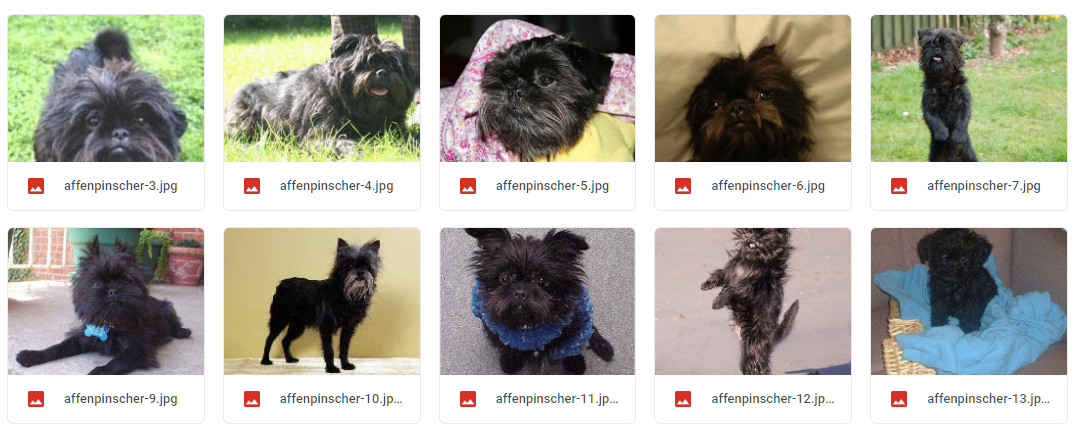 affenpinscher-3.jpg
affenpinscher-4.jpg
affenpinscher-5.jpg
affenpinscher-6.jpg
affenpinscher-7.jpg
affenpinscher-9.jpg
affenpinscher-10.jp...
affenpinscher-11.jp...
affenpinscher-12.jp...
affenpinscher-13.jp...